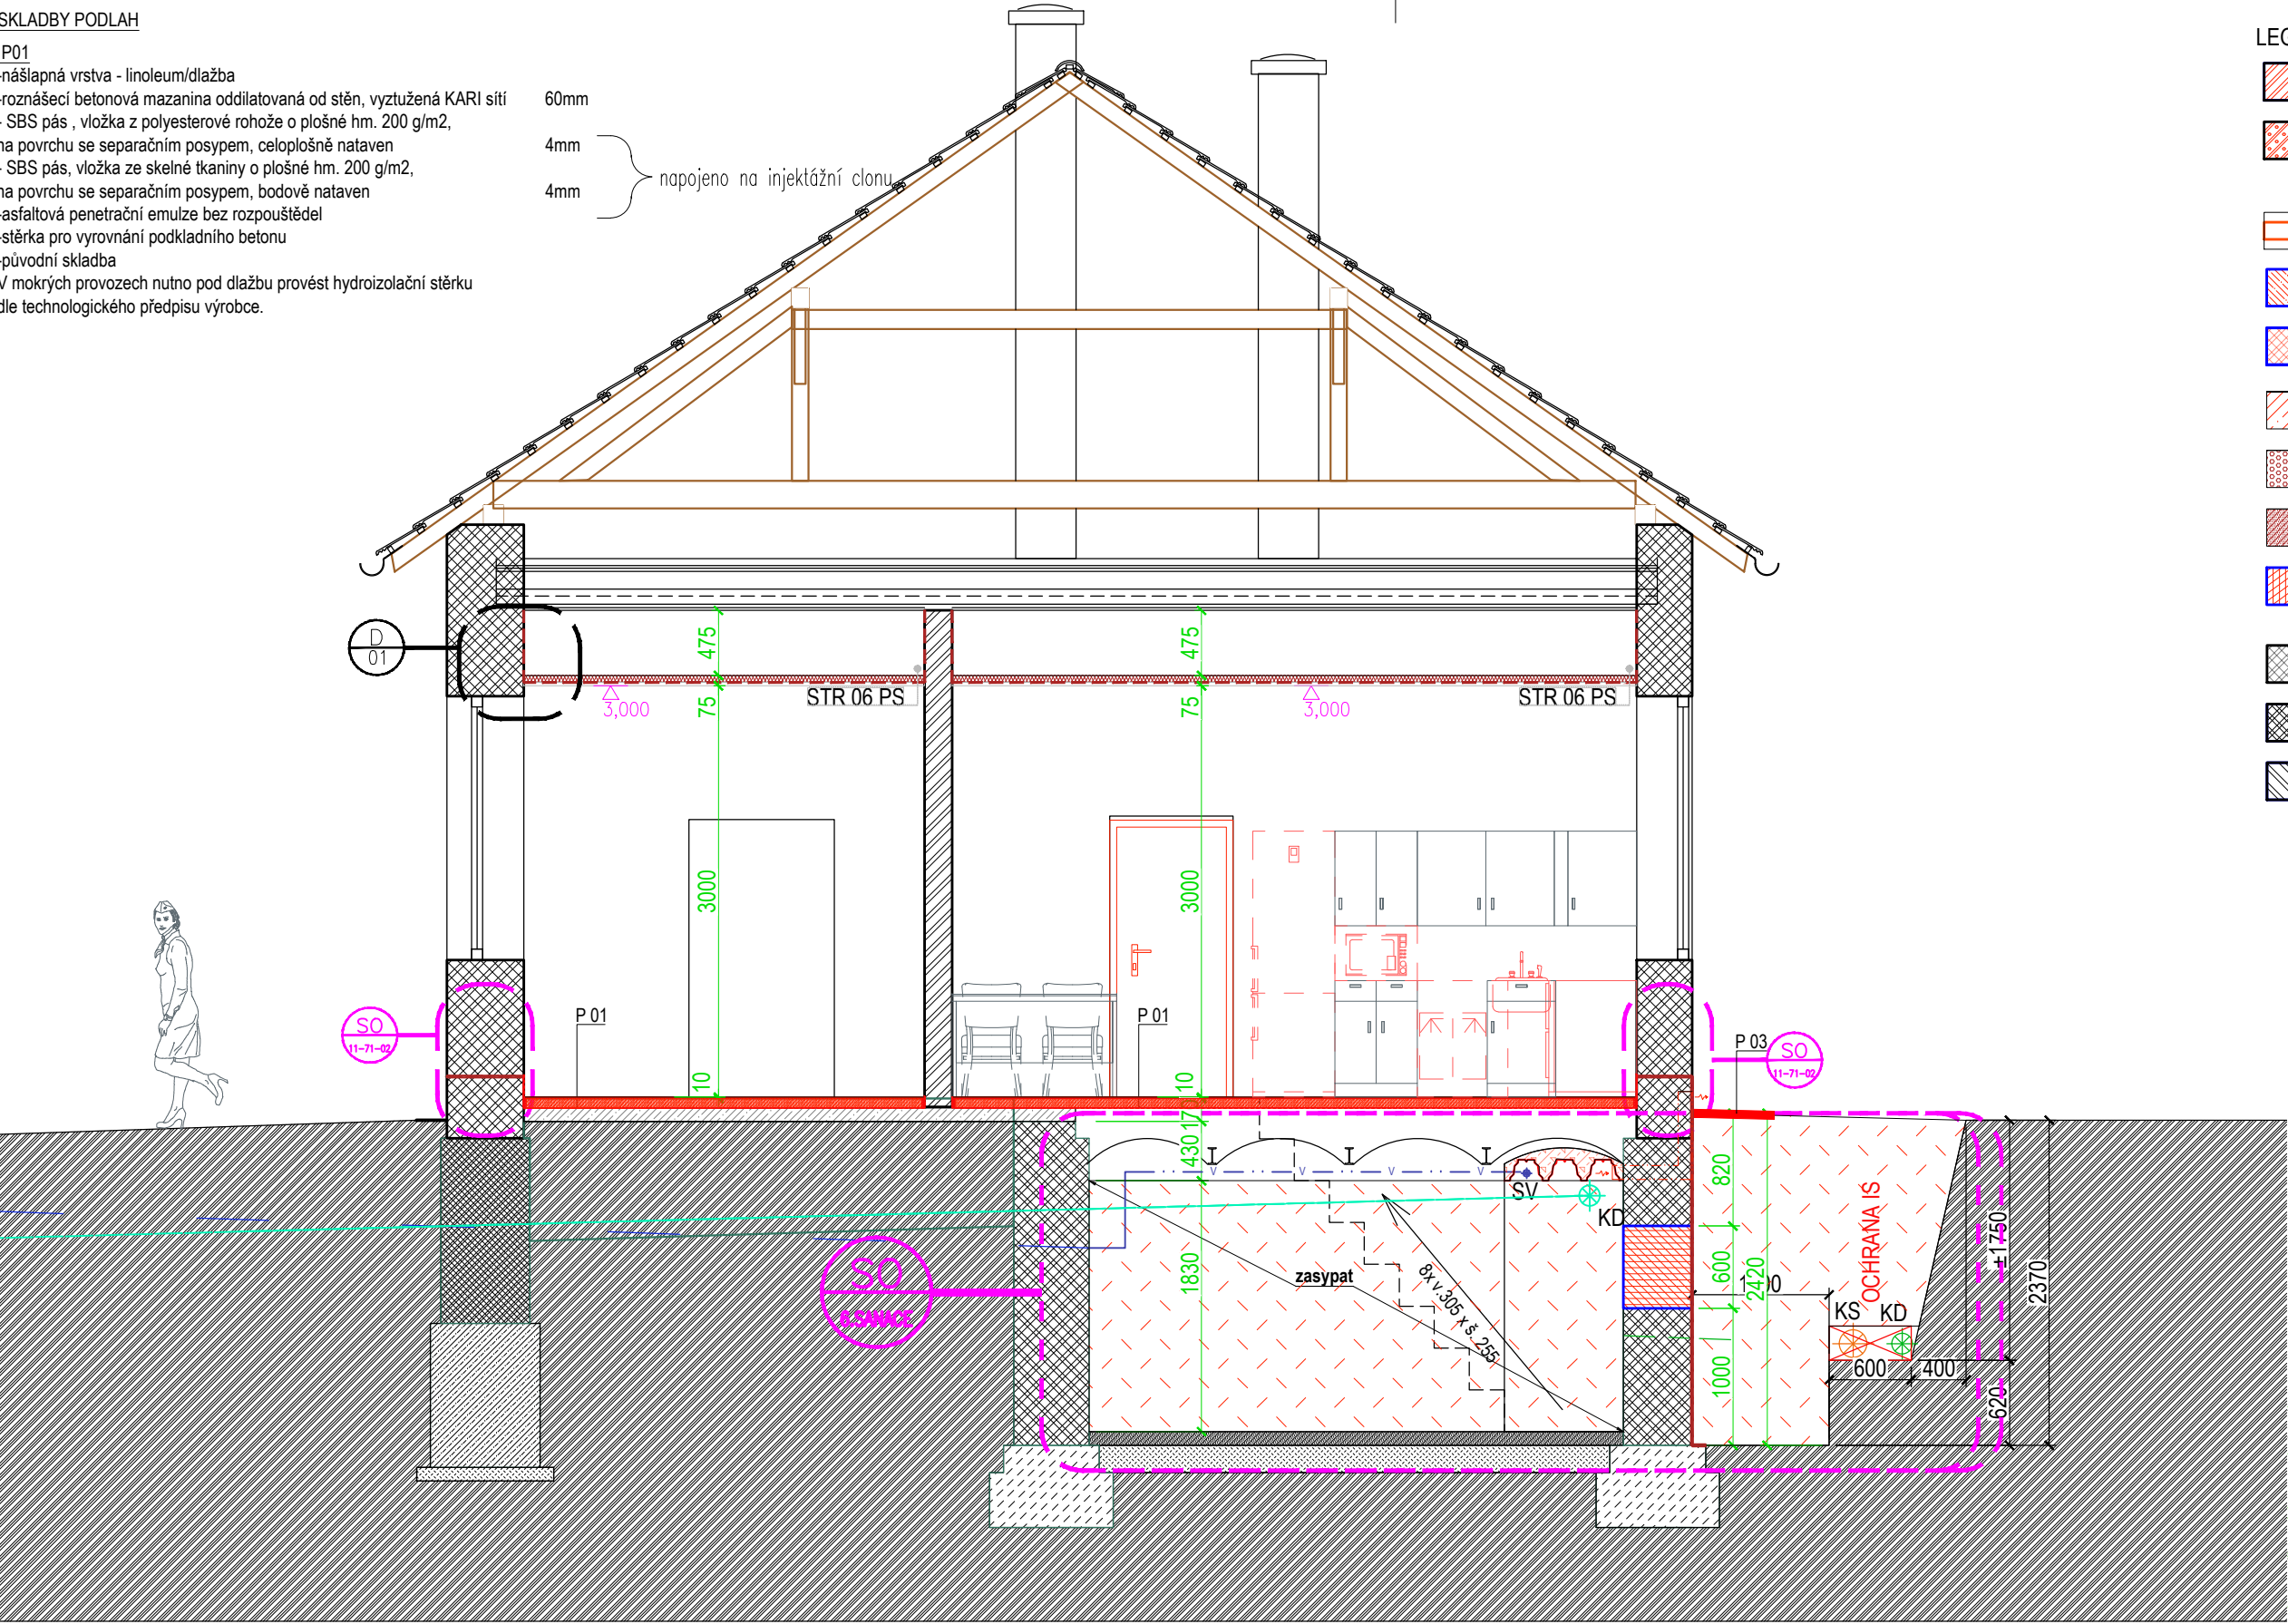 SKLADBY PODLAH
P01
-nášlapná vrstva - linoleum/dlažba
-roznášecí betonová mazanina oddilatovaná od stěn, vyztužená KARI sítí 60mm
- SBS pás , vložka z polyesterové rohože o plošné hm. 200 g/m2,
na povrchu se separačním posypem, celoplošně nataven 4mm
- SBS pás, vložka ze skelné tkaniny o plošné hm. 200 g/m2,
na povrchu se separačním posypem, bodově nataven 4mm
napojeno na injektážní clonu
-asfaltová penetrační emulze bez rozpouštědel
-stěrka pro vyrovnání podkladního betonu
-původní skladba
V mokrých provozech nutno pod dlažbu provést hydroizolační stěrku
dle technologického předpisu výrobce.
LEG
D
01
475
475
STR 06 PS
STR 06 PS
3,000
3,000
75
75
3000
3000
SO
11-71-02
P 01
P 01
P 03
SO
11-71-02
10
10
170
430
I
I
I
V
V
V
V
SV
KD
820
OCHRANA IŠ
±1750
2370
SO
6.SANACE
1830
zasypat
8x v.305 x š. 255
600
2420
KS
KD
600
400
1000
620